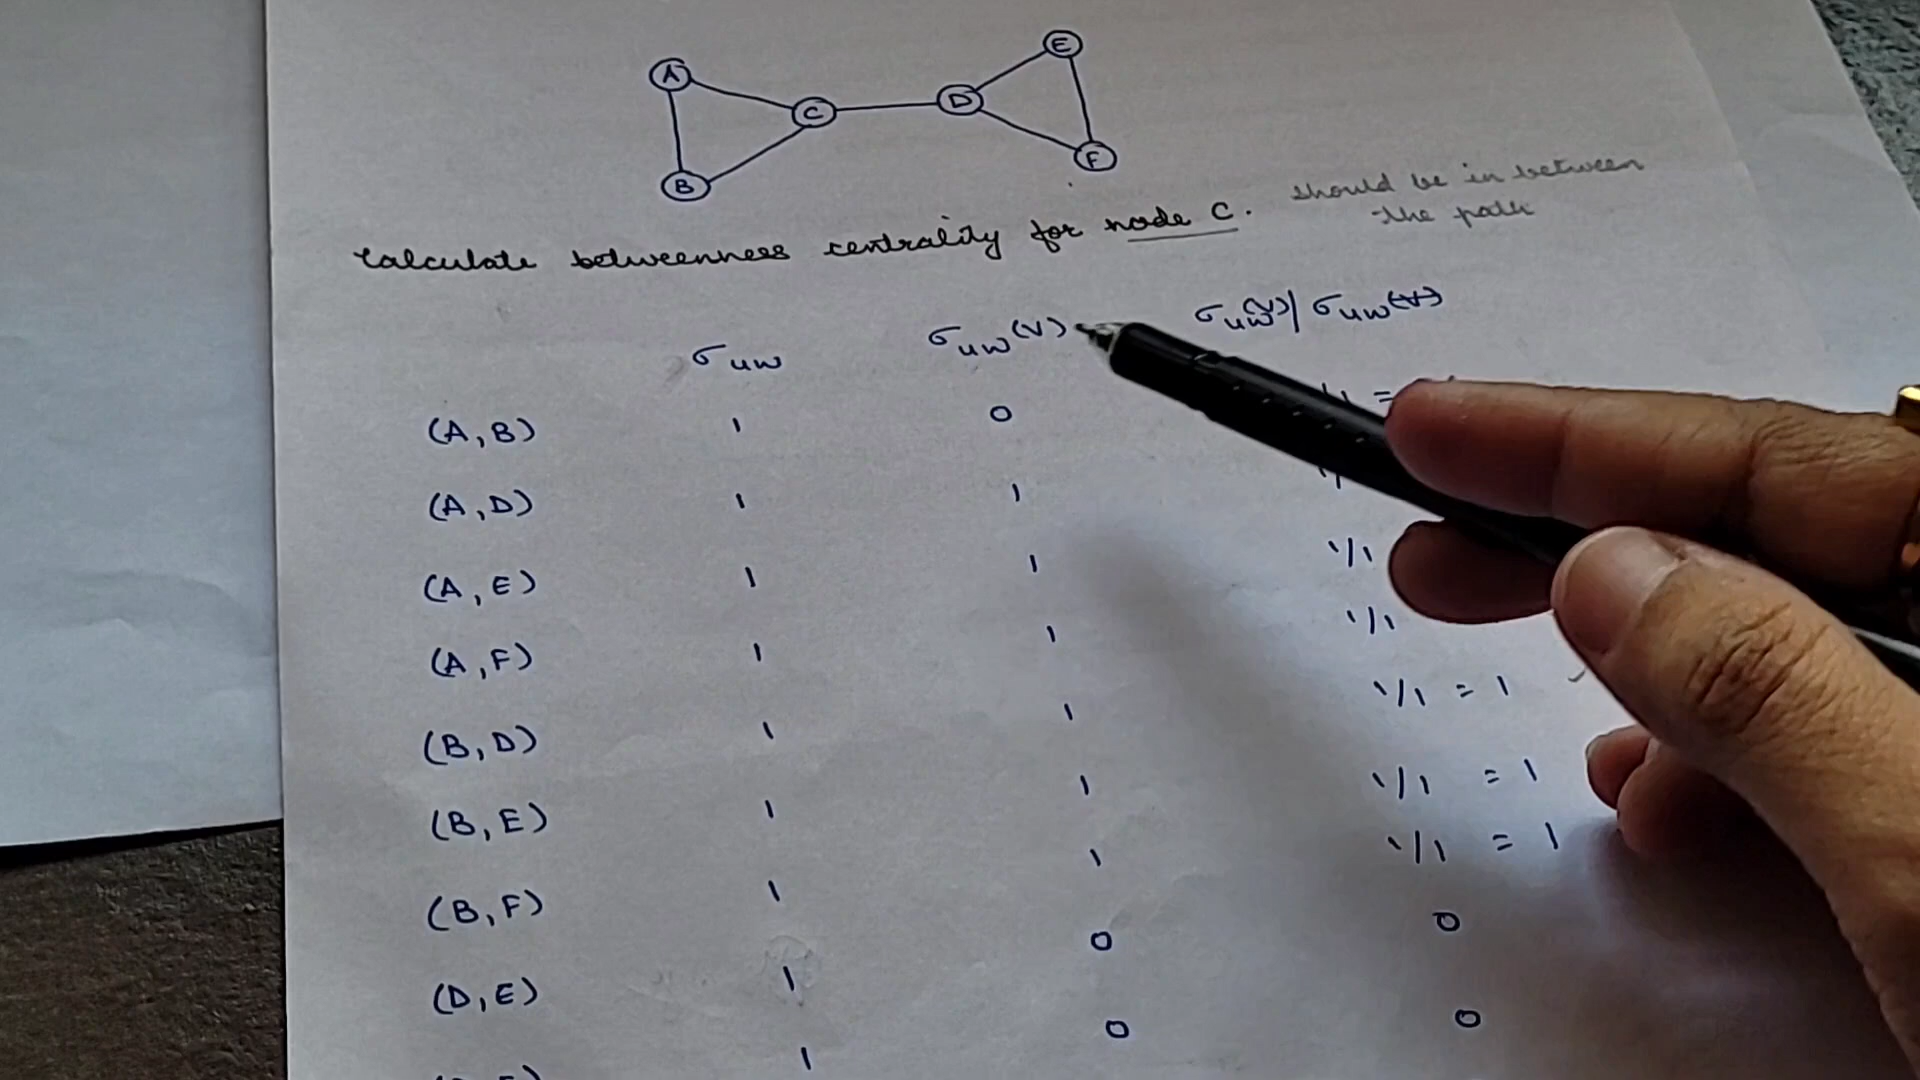 E
A
C
D
B
F
Calculate betweenness centrality for node C. should be in between
the path
σuw σuw(v) σuw(v)| σuw(v)
(A,B) 1 0
(A,D) 1 1
(A,E) 1 1 1/1
(A,F) 1 1 1/1
(B,D) 1 1 1/1 = 1
(B,E) 1 1 1/1 = 1
(B,F) 1 1 1/1 = 1
(D,E) 1 0 0
1 0 0